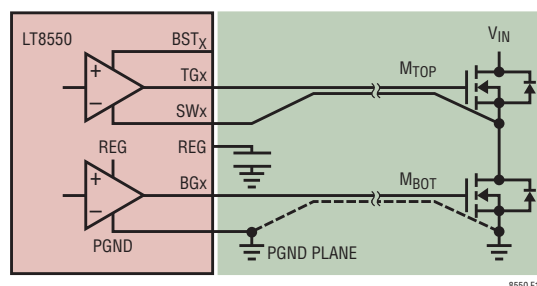 LT8550
BSTX
VIN
+
TGx
MTOP
–
SWx
REG
REG
+
BGx
MBOT
–
PGND
PGND PLANE